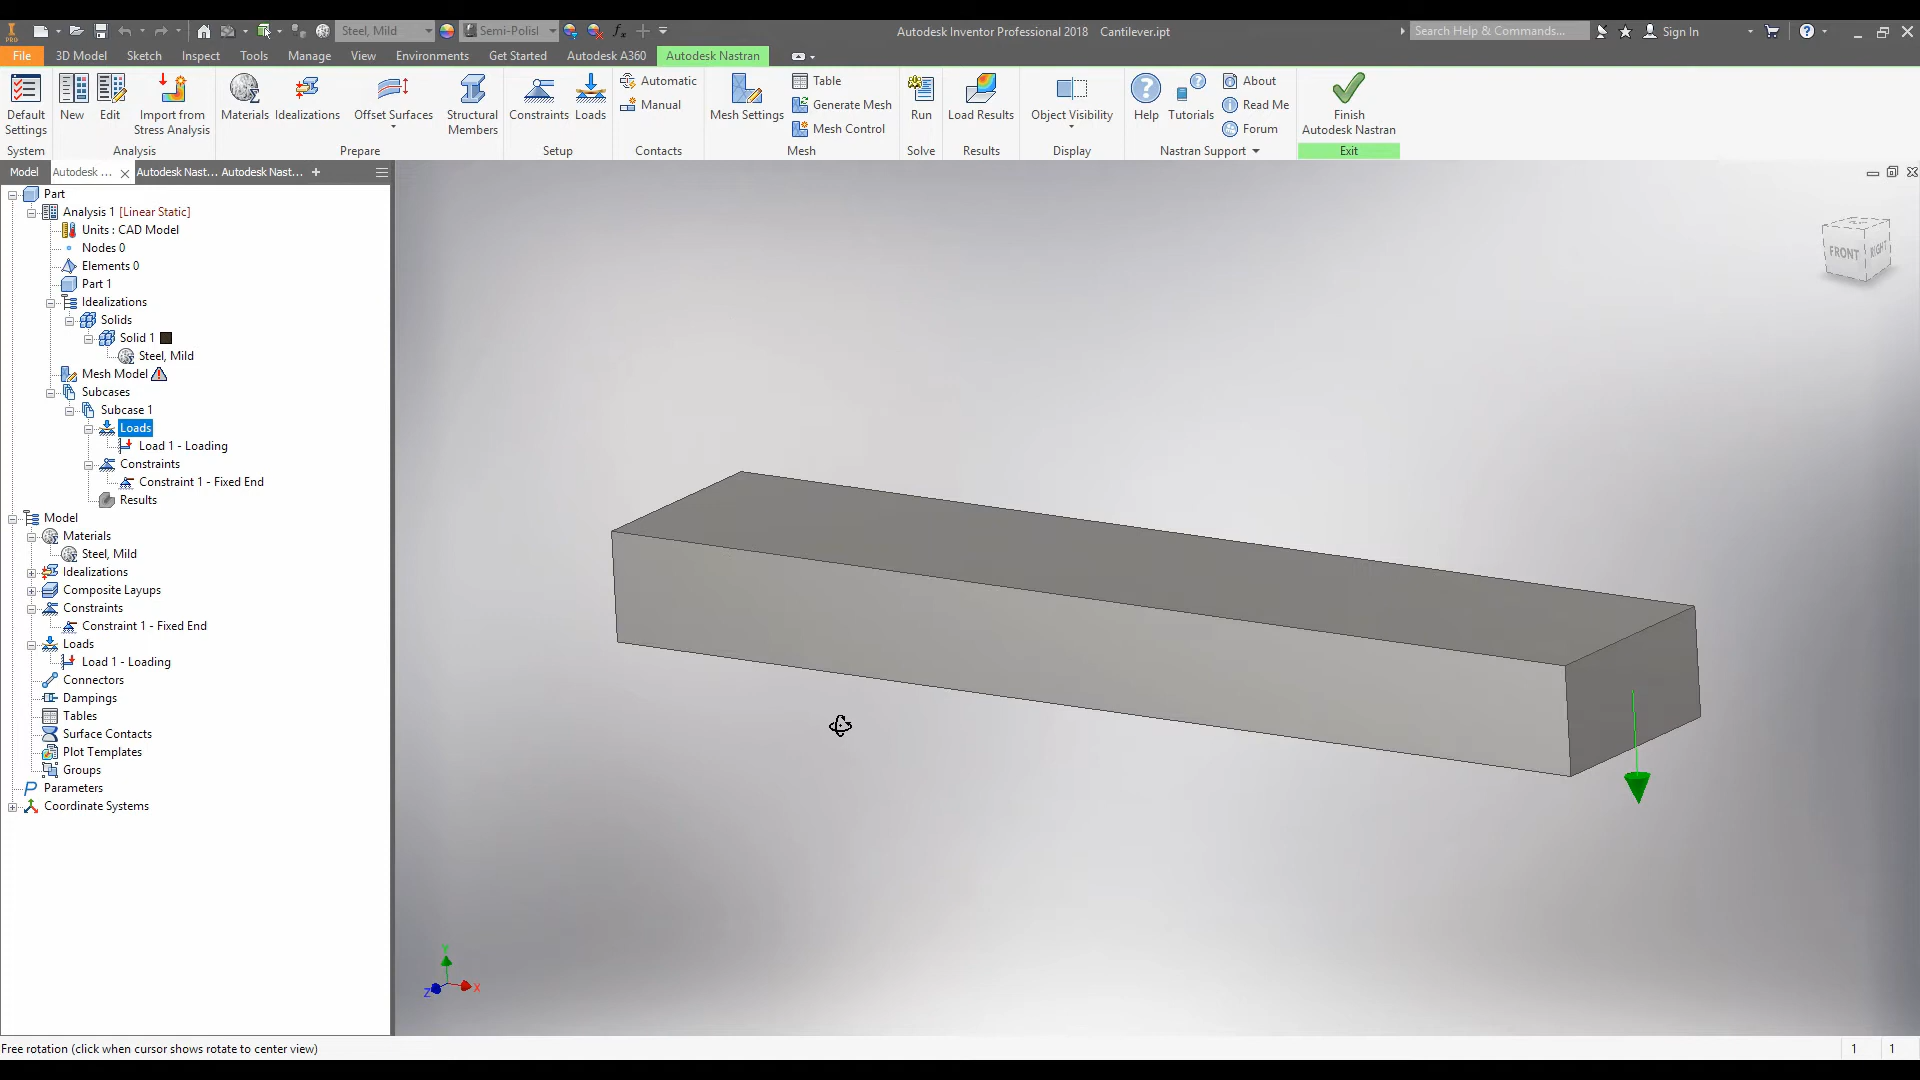 PRO
Steel, Mild
Semi-Polisl
fx
Autodesk Inventor Professional 2018 Cantilever.ipt
Search Help & Commands...
Sign In
File 3D Model Sketch Inspect Tools Manage View Environments Get Started Autodesk A360 Autodesk Nastran
Default Settings
New
Edit
Import from Stress Analysis
Materials
Idealizations
Offset Surfaces
Structural Members
Constraints
Loads
Automatic
Manual
Mesh Settings
Table
Generate Mesh
Mesh Control
Run
Load Results
Object Visibility
Help
Tutorials
About
Read Me
Forum
Finish Autodesk Nastran
System Analysis Prepare Setup Contacts Mesh Solve Results Display Nastran Support Exit
Model Autodesk ... Autodesk Nast... Autodesk Nast... +
Part
Analysis 1 [Linear Static]
Units : CAD Model
Nodes 0
Elements 0
Part 1
Idealizations
Solids
Solid 1
Steel, Mild
Mesh Model
Subcases
Subcase 1
Loads
Load 1 - Loading
Constraints
Constraint 1 - Fixed End
Results
Model
Materials
Steel, Mild
Idealizations
Composite Layups
Constraints
Constraint 1 - Fixed End
Loads
Load 1 - Loading
Connectors
Dampings
Tables
Surface Contacts
Plot Templates
Groups
Parameters
Coordinate Systems
FRONT RIGHT
Y
Z X
Free rotation (click when cursor shows rotate to center view)
1 1